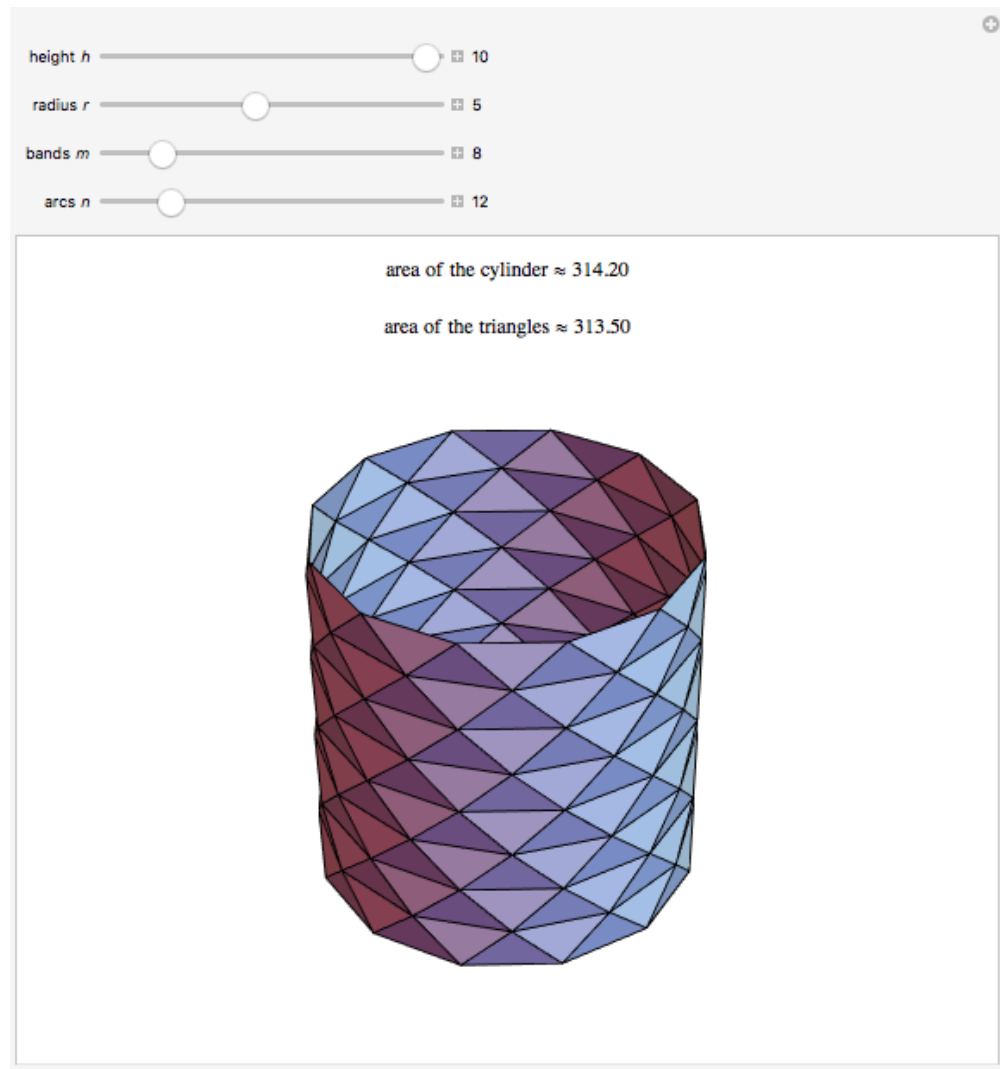 height h 10
radius r 5
bands m 8
arcs n 12
area of the cylinder ≈ 314.20
area of the triangles ≈ 313.50